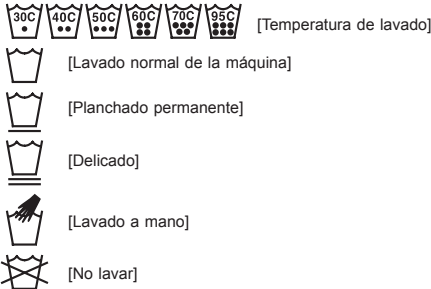 30C 40C 50C 60C 70C 95C [Temperatura de lavado]
[Lavado normal de la máquina]
[Planchado permanente]
[Delicado]
[Lavado a mano]
[No lavar]